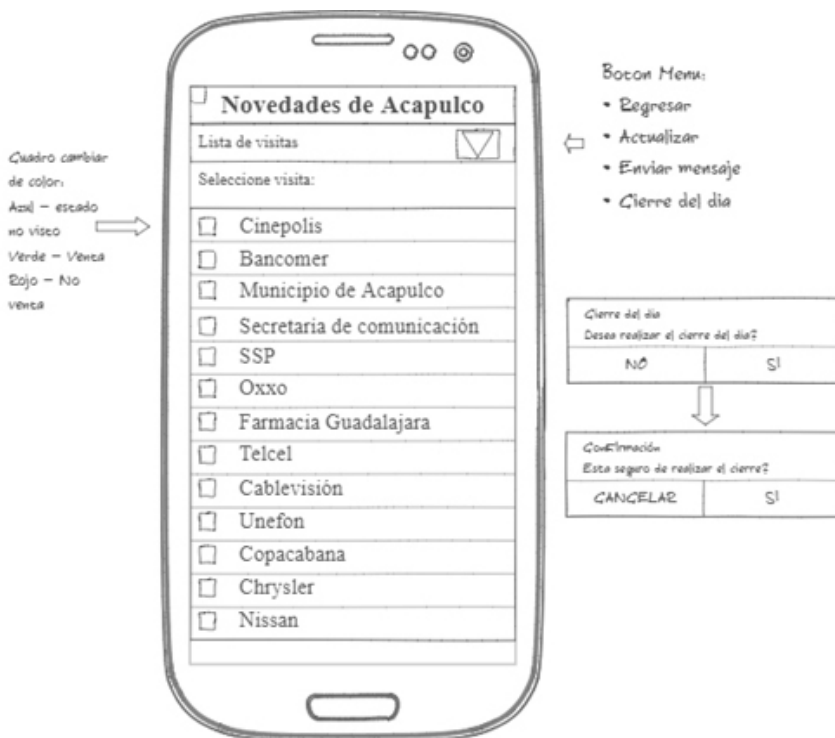 Novedades de Acapulco
Lista de visitas
Seleccione visita:
Cinepolis
Bancomer
Municipio de Acapulco
Secretaria de comunicación
SSP
Oxxo
Farmacia Guadalajara
Telcel
Cablevisión
Unefon
Copacabana
Chrysler
Nissan
Cuadro cambiar
de color:
Azul – estado
no visto
Verde – Venta
Rojo – No
venta
Boton Menu:
• Regresar
• Actualizar
• Enviar mensaje
• Cierre del dia
Cierre del día
Desea realizar el cierre del dia?
NO
SI
Confirmación
Esta seguro de realizar el cierre?
CANCELAR
SI